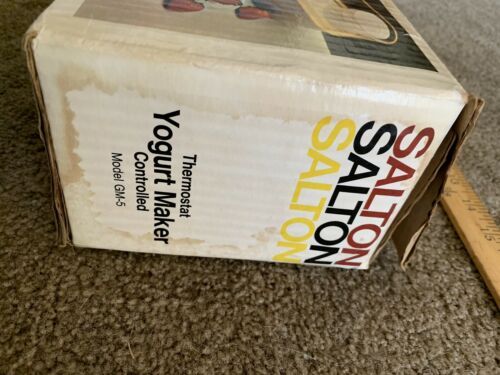 SALTON
SALTON
SALTON
Thermostat
Yogurt Maker
Controlled
Model GM-5